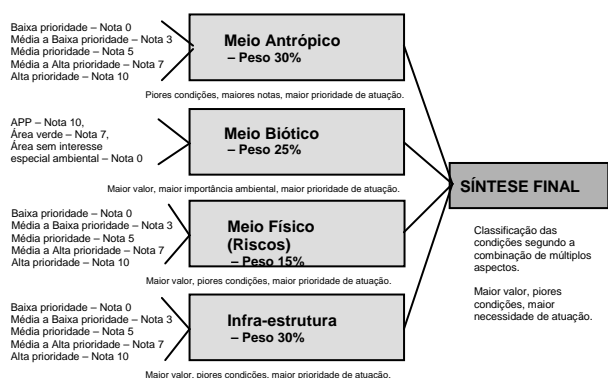 Baixa prioridade – Nota 0
Média a Baixa prioridade – Nota 3
Média prioridade – Nota 5
Média a Alta prioridade – Nota 7
Alta prioridade – Nota 10
Meio Antrópico
– Peso 30%
Piores condições, maiores notas, maior prioridade de atuação.
APP – Nota 10,
Área verde – Nota 7,
Área sem interesse
especial ambiental – Nota 0
Meio Biótico
– Peso 25%
Maior valor, maior importância ambiental, maior prioridade de atuação.
Baixa prioridade – Nota 0
Média a Baixa prioridade – Nota 3
Média prioridade – Nota 5
Média a Alta prioridade – Nota 7
Alta prioridade – Nota 10
Meio Físico
(Riscos)
– Peso 15%
Maior valor, piores condições, maior prioridade de atuação.
Baixa prioridade – Nota 0
Média a Baixa prioridade – Nota 3
Média prioridade – Nota 5
Média a Alta prioridade – Nota 7
Alta prioridade – Nota 10
Infra-estrutura
– Peso 30%
Maior valor, piores condições, maior prioridade de atuação.
SÍNTESE FINAL
Classificação das
condições segundo a
combinação de múltiplos
aspectos.
Maior valor, piores
condições, maior
necessidade de atuação.